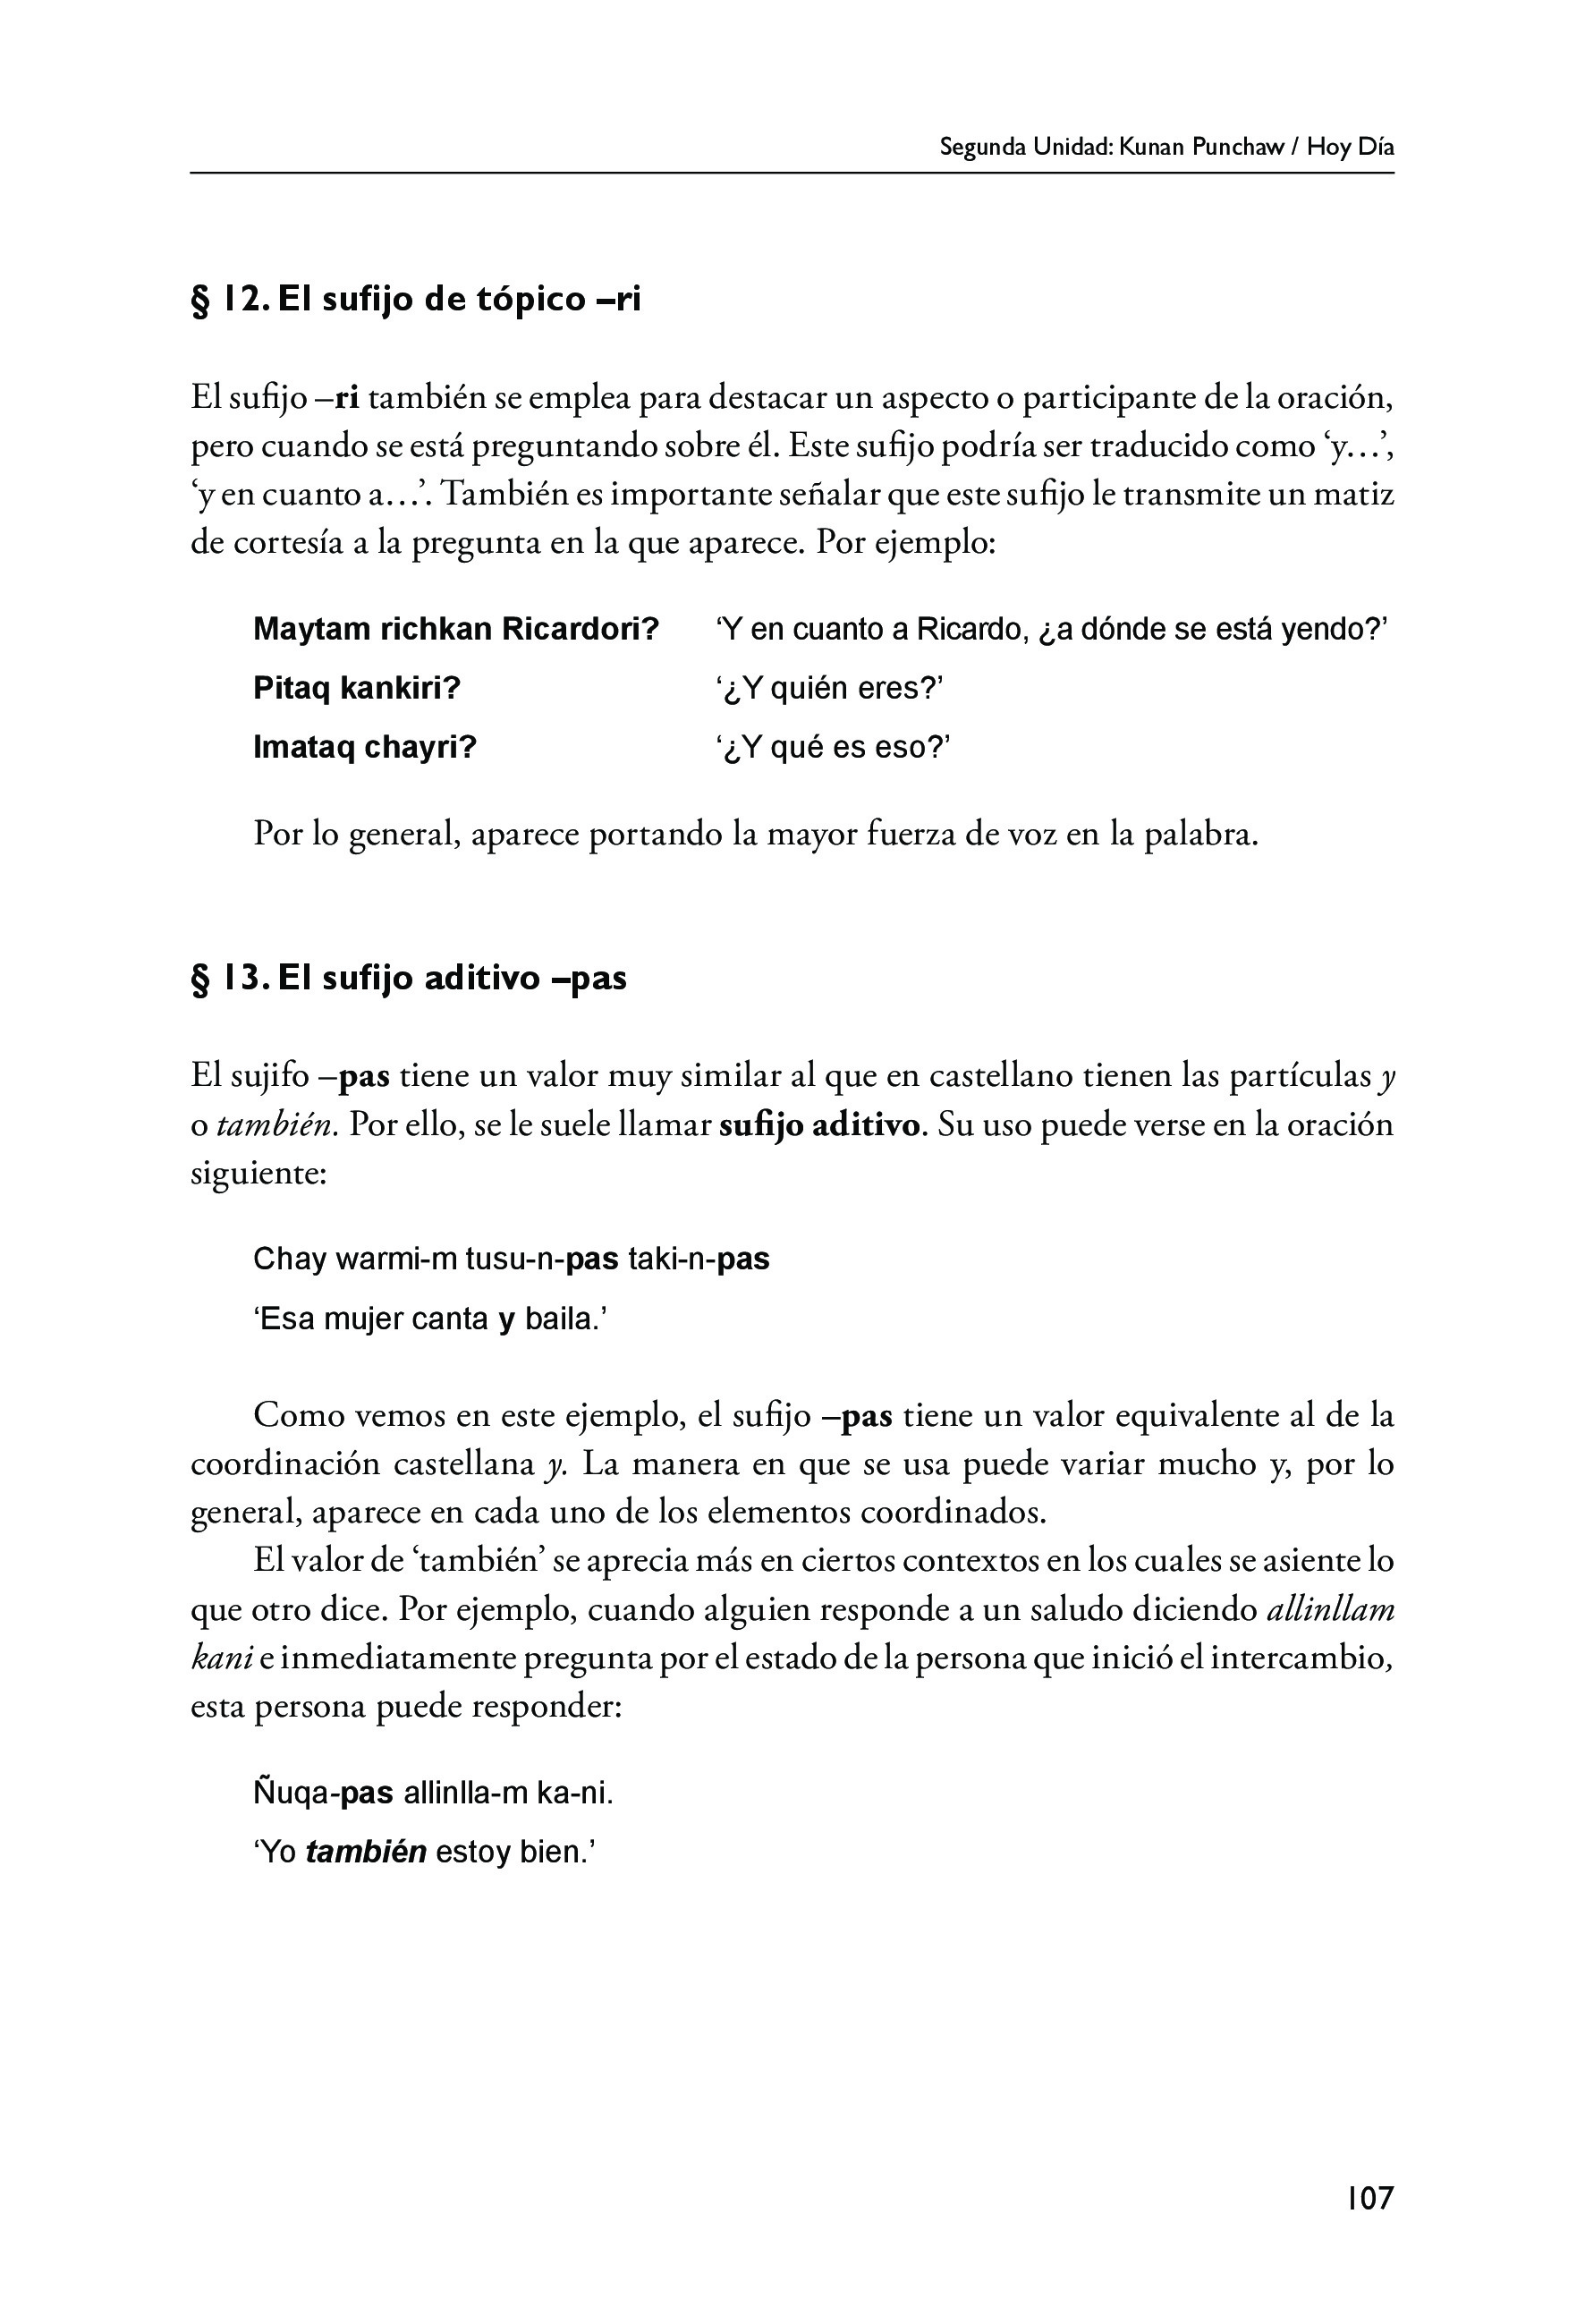 Segunda Unidad: Kunan Punchaw / Hoy Día
§ 12. El sufijo de tópico –ri
El sufijo –ri también se emplea para destacar un aspecto o participante de la oración,
pero cuando se está preguntando sobre él. Este sufijo podría ser traducido como ‘y…’,
‘y en cuanto a…’. También es importante señalar que este sufijo le transmite un matiz
de cortesía a la pregunta en la que aparece. Por ejemplo:
Maytam richkan Ricardori? ‘Y en cuanto a Ricardo, ¿a dónde se está yendo?’
Pitaq kankiri? ‘¿Y quién eres?’
Imataq chayri? ‘¿Y qué es eso?’
Por lo general, aparece portando la mayor fuerza de voz en la palabra.
§ 13. El sufijo aditivo –pas
El sujifo –pas tiene un valor muy similar al que en castellano tienen las partículas y
o también. Por ello, se le suele llamar sufijo aditivo. Su uso puede verse en la oración
siguiente:
Chay warmi-m tusu-n-pas taki-n-pas
‘Esa mujer canta y baila.’
Como vemos en este ejemplo, el sufijo –pas tiene un valor equivalente al de la
coordinación castellana y. La manera en que se usa puede variar mucho y, por lo
general, aparece en cada uno de los elementos coordinados.
El valor de ‘también’ se aprecia más en ciertos contextos en los cuales se asiente lo
que otro dice. Por ejemplo, cuando alguien responde a un saludo diciendo allinllam
kani e inmediatamente pregunta por el estado de la persona que inició el intercambio,
esta persona puede responder:
Ñuqa-pas allinlla-m ka-ni.
‘Yo también estoy bien.’
107